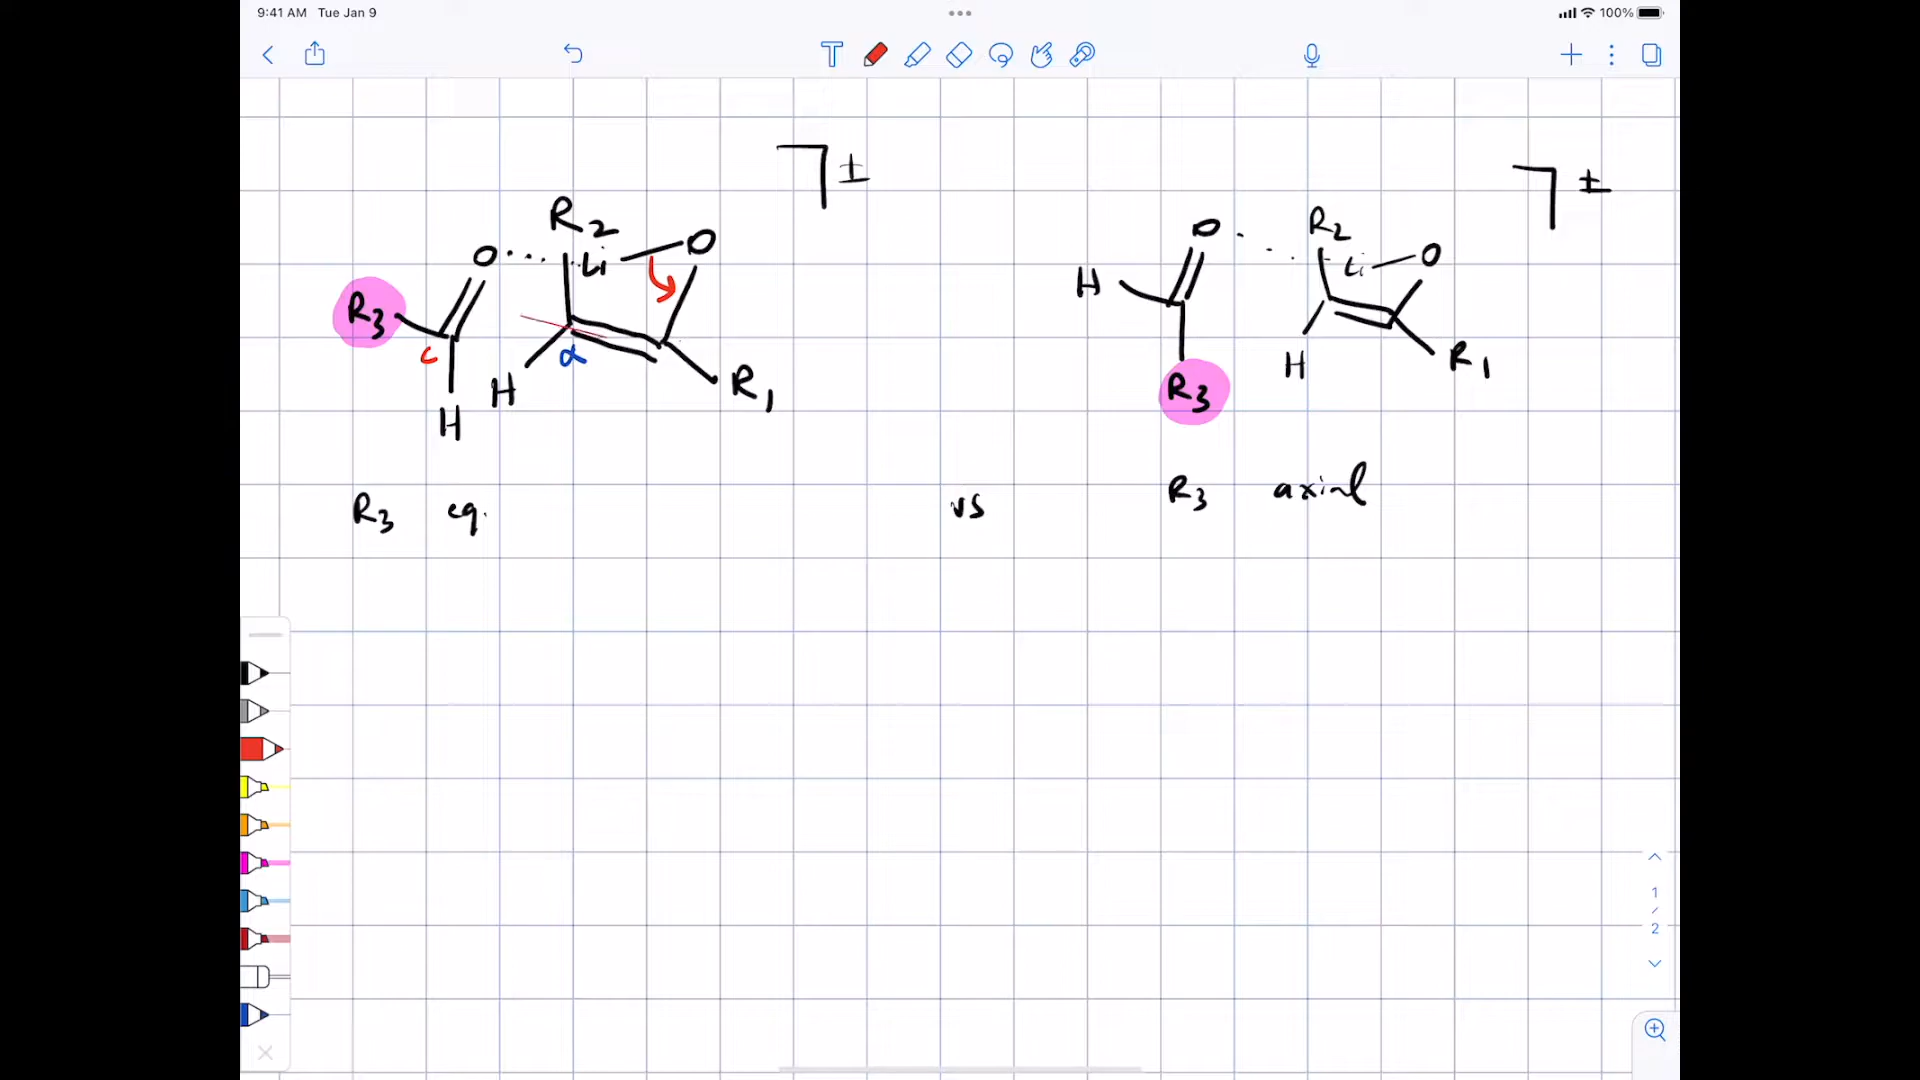 9:41 AM Tue Jan 9
100%
T
R2
O Li O
R3
C α
H H R1
±
R3 eq.
vs
O R2
H Li O
H R1
R3
±
R3 axial
1
/
2